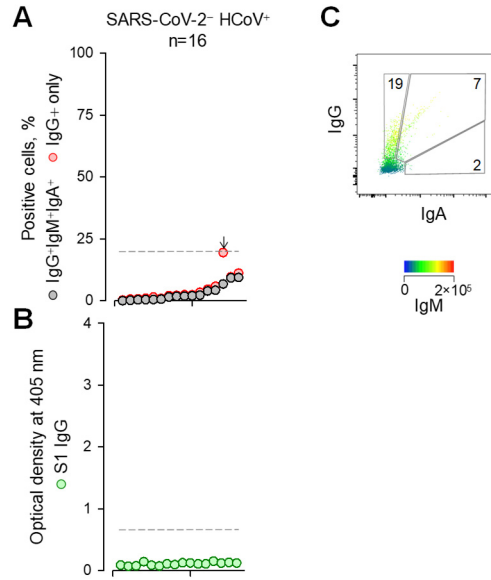 A
SARS-CoV-2⁻ HCoV⁺
n=16
Positive cells, %
IgG⁺IgM⁺IgA⁺ IgG+ only
100
75
50
25
0
B
Optical density at 405 nm
S1 IgG
4
3
2
1
0
C
19
7
2
IgG
IgA
0 2×10⁵
IgM